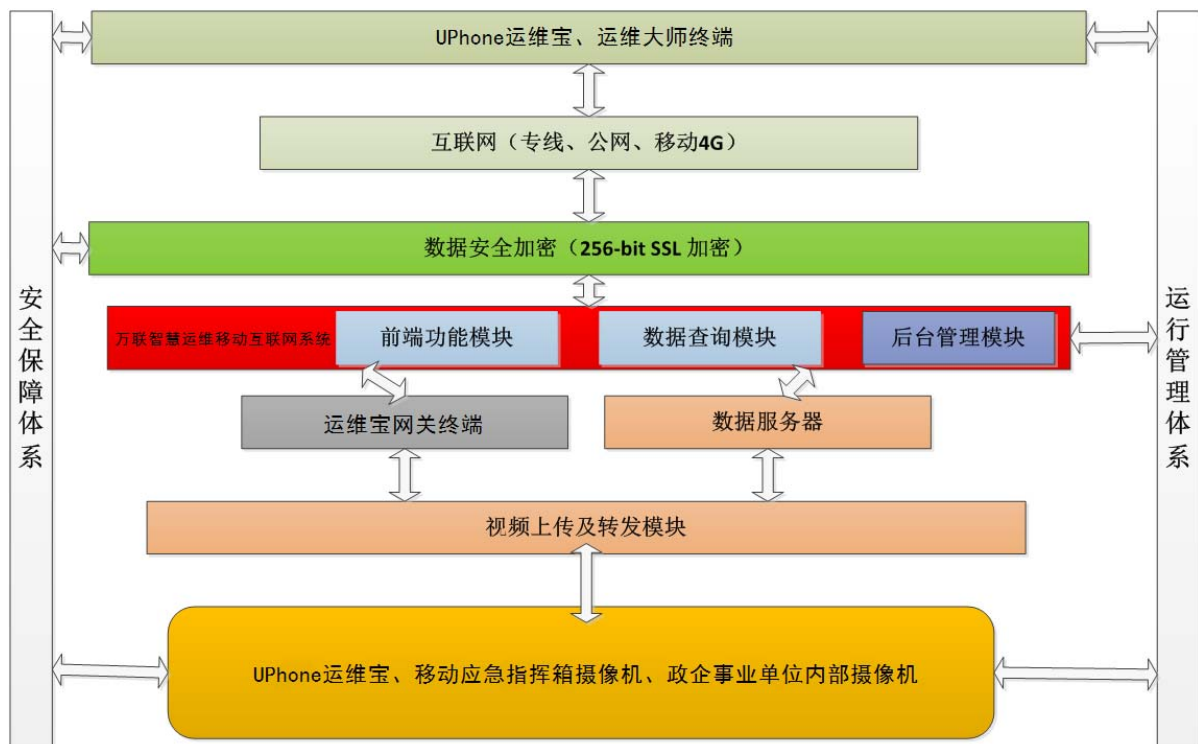 UPhone运维宝、运维大师终端
互联网（专线、公网、移动4G）
数据安全加密（256-bit SSL 加密）
安全保障体系
万联智慧运维移动互联网系统
前端功能模块
数据查询模块
后台管理模块
运行管理体系
运维宝网关终端
数据服务器
视频上传及转发模块
UPhone运维宝、移动应急指挥箱摄像机、政企事业单位内部摄像机